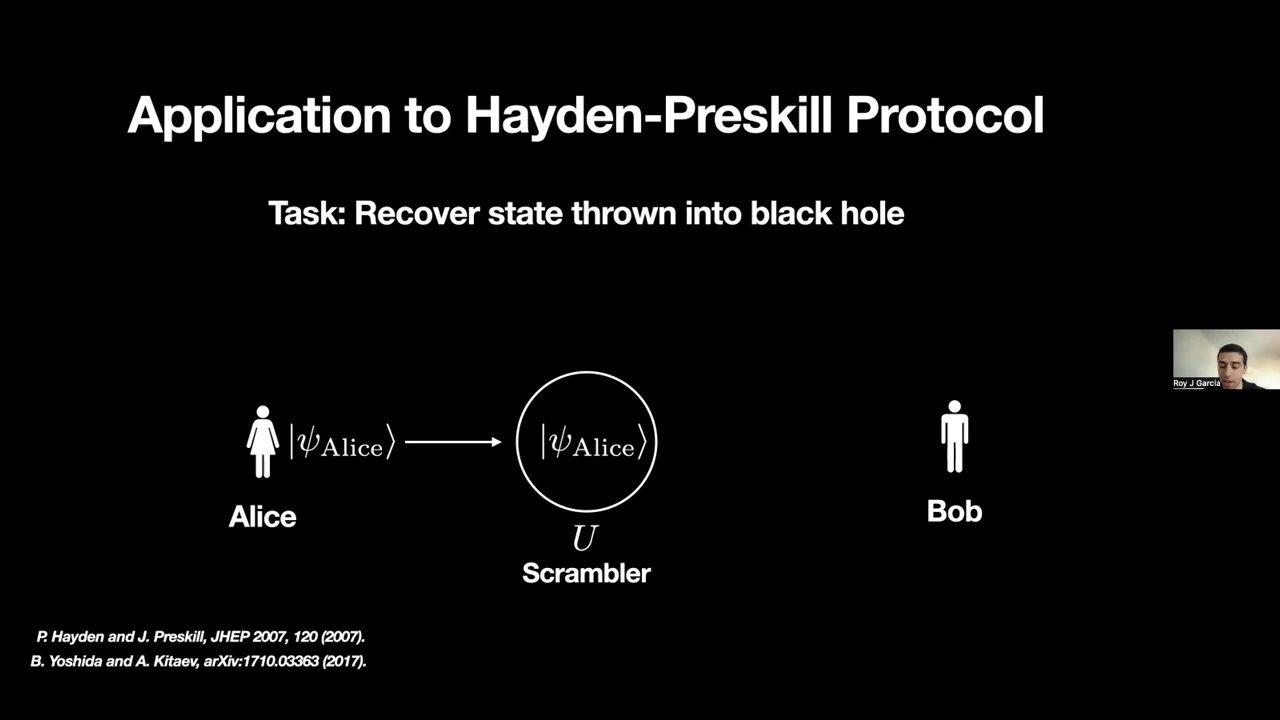 Application to Hayden-Preskill Protocol
Task: Recover state thrown into black hole
|ψAlice⟩
|ψAlice⟩
Alice
Bob
U
Scrambler
P. Hayden and J. Preskill, JHEP 2007, 120 (2007).
B. Yoshida and A. Kitaev, arXiv:1710.03363 (2017).
Roy J Garcia